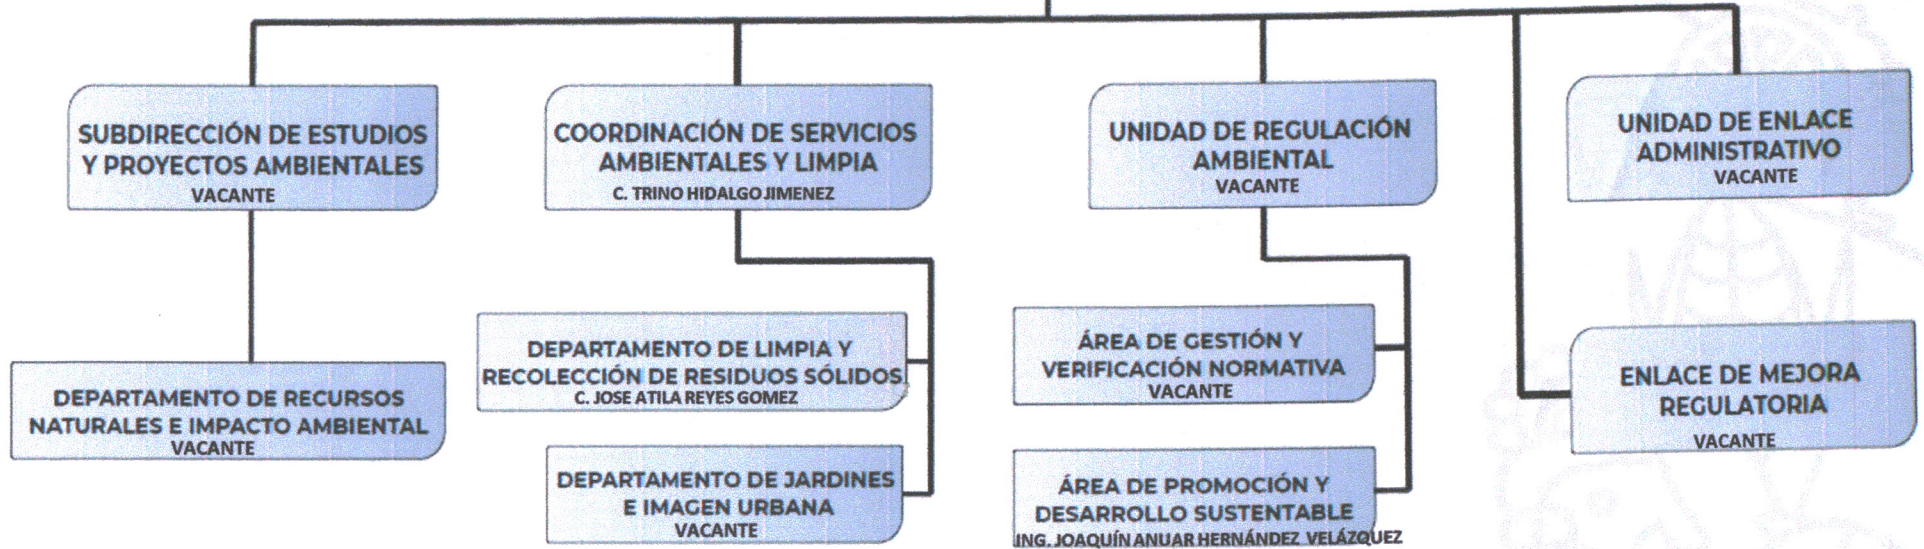 SUBDIRECCIÓN DE ESTUDIOS
Y PROYECTOS AMBIENTALES
VACANTE
COORDINACIÓN DE SERVICIOS
AMBIENTALES Y LIMPIA
C. TRINO HIDALGO JIMENEZ
UNIDAD DE REGULACIÓN
AMBIENTAL
VACANTE
UNIDAD DE ENLACE
ADMINISTRATIVO
VACANTE
DEPARTAMENTO DE RECURSOS
NATURALES E IMPACTO AMBIENTAL
VACANTE
DEPARTAMENTO DE LIMPIA Y
RECOLECCIÓN DE RESIDUOS SÓLIDOS
C. JOSE ATILA REYES GOMEZ
DEPARTAMENTO DE JARDINES
E IMAGEN URBANA
VACANTE
ÁREA DE GESTIÓN Y
VERIFICACIÓN NORMATIVA
VACANTE
ÁREA DE PROMOCIÓN Y
DESARROLLO SUSTENTABLE
ING. JOAQUÍN ANUAR HERNÁNDEZ VELÁZQUEZ
ENLACE DE MEJORA
REGULATORIA
VACANTE